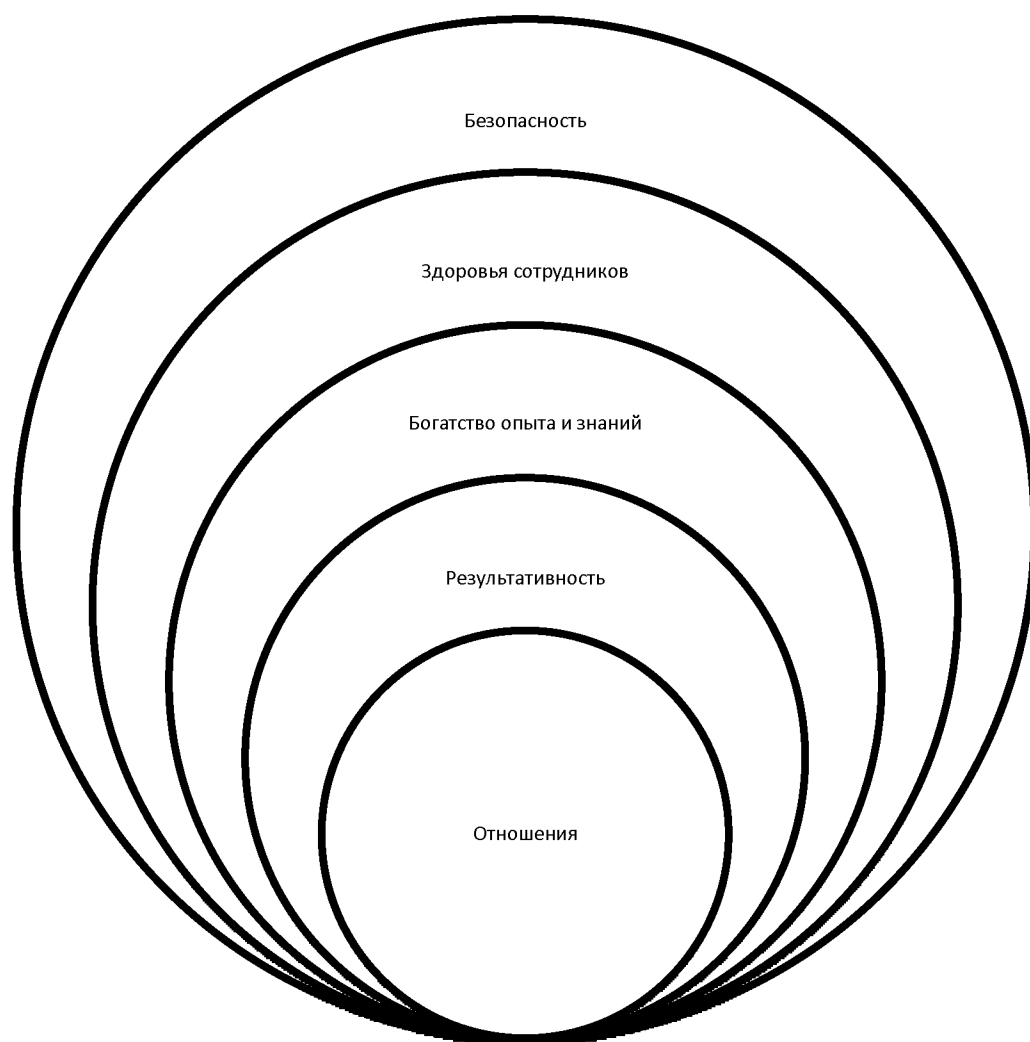 Безопасность
Здоровья сотрудников
Богатство опыта и знаний
Результативность
Отношения